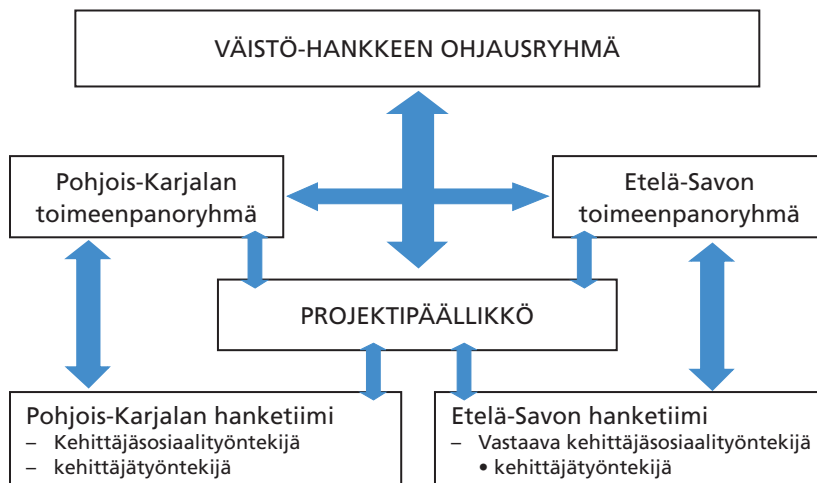 VÄISTÖ-HANKKEEN OHJAUSRYHMÄ
Pohjois-Karjalan
toimeenpanoryhmä
Etelä-Savon
toimeenpanoryhmä
PROJEKTIPÄÄLLIKKÖ
Pohjois-Karjalan hanketiimi
– Kehittäjäsosiaalityöntekijä
– kehittäjätyöntekijä
Etelä-Savon hanketiimi
– Vastaava kehittäjäsosiaalityöntekijä
• kehittäjätyöntekijä